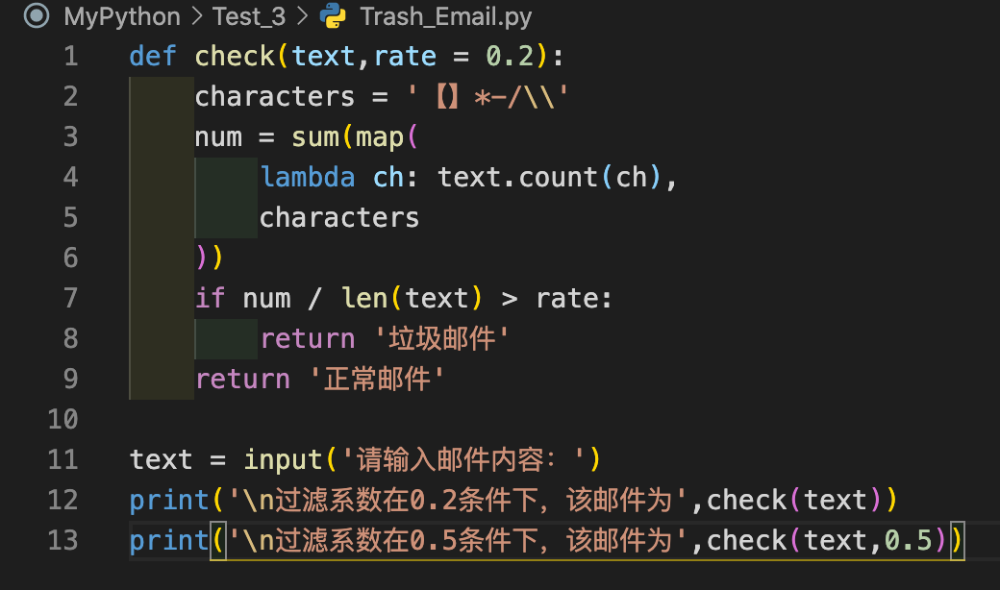 MyPython > Test_3 > Trash_Email.py
1 def check(text,rate = 0.2):
2     characters = '【】*-/\\'
3     num = sum(map(
4         lambda ch: text.count(ch),
5         characters
6     ))
7     if num / len(text) > rate:
8         return '垃圾邮件'
9     return '正常邮件'
10
11 text = input('请输入邮件内容：')
12 print('\n过滤系数在0.2条件下，该邮件为',check(text))
13 print('\n过滤系数在0.5条件下，该邮件为',check(text,0.5))